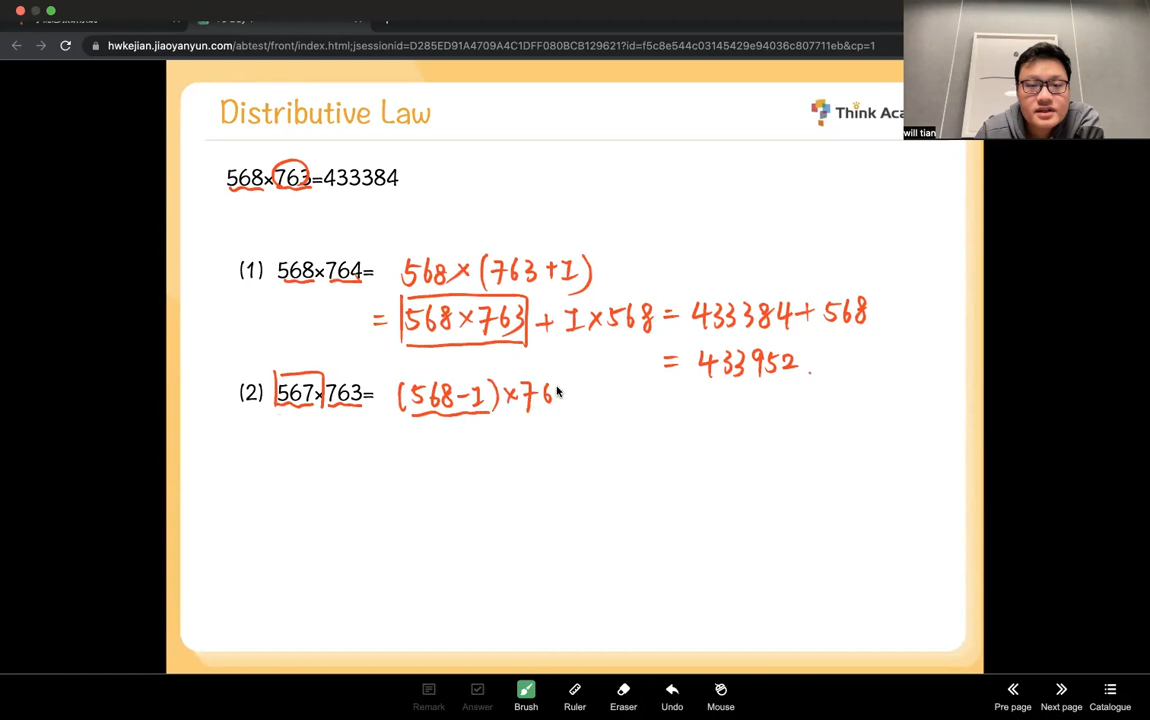 hwkejian.jiaoyanyun.com/abtest/front/index.html;jsessionid=D285ED91A4709A4C1DFF080BCB129621?id=f5c8e544c03145429e94036c807711eb&cp=1
will tian
Distributive Law
Think Aca
568×763=433384
(1) 568×764= 568×(763+1)
= 568×763 + 1×568 = 433384+568
= 433952.
(2) 567×763= (568-1)×76
Remark
Answer
Brush
Ruler
Eraser
Undo
Mouse
Pre page
Next page
Catalogue